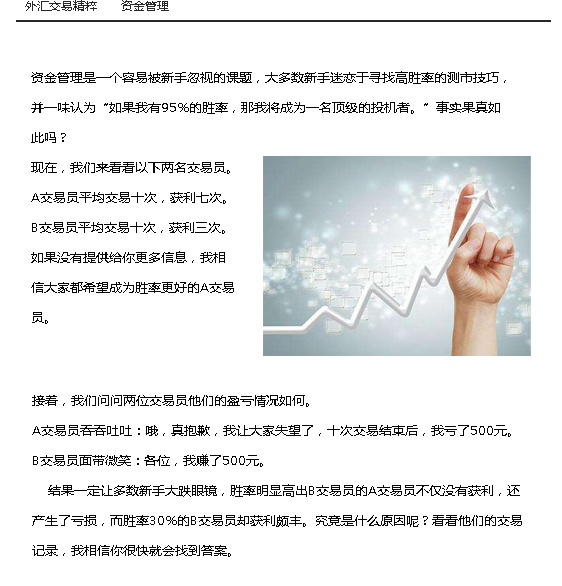 外汇交易精粹 资金管理
资金管理是一个容易被新手忽视的课题，大多数新手迷恋于寻找高胜率的测市技巧，
并一味认为“如果我有95%的胜率，那我将成为一名顶级的投机者。”事实果真如
此吗？
现在，我们来看看以下两名交易员。
A交易员平均交易十次，获利七次。
B交易员平均交易十次，获利三次。
如果没有提供给你更多信息，我相
信大家都希望成为胜率更好的A交易
员。
接着，我们问问两位交易员他们的盈亏情况如何。
A交易员吞吞吐吐：哦，真抱歉，我让大家失望了，十次交易结束后，我亏了500元。
B交易员面带微笑：各位，我赚了500元。
结果一定让多数新手大跌眼镜，胜率明显高出B交易员的A交易员不仅没有获利，还
产生了亏损，而胜率30%的B交易员却获利颇丰。究竟是什么原因呢？看看他们的交易
记录，我相信你很快就会找到答案。